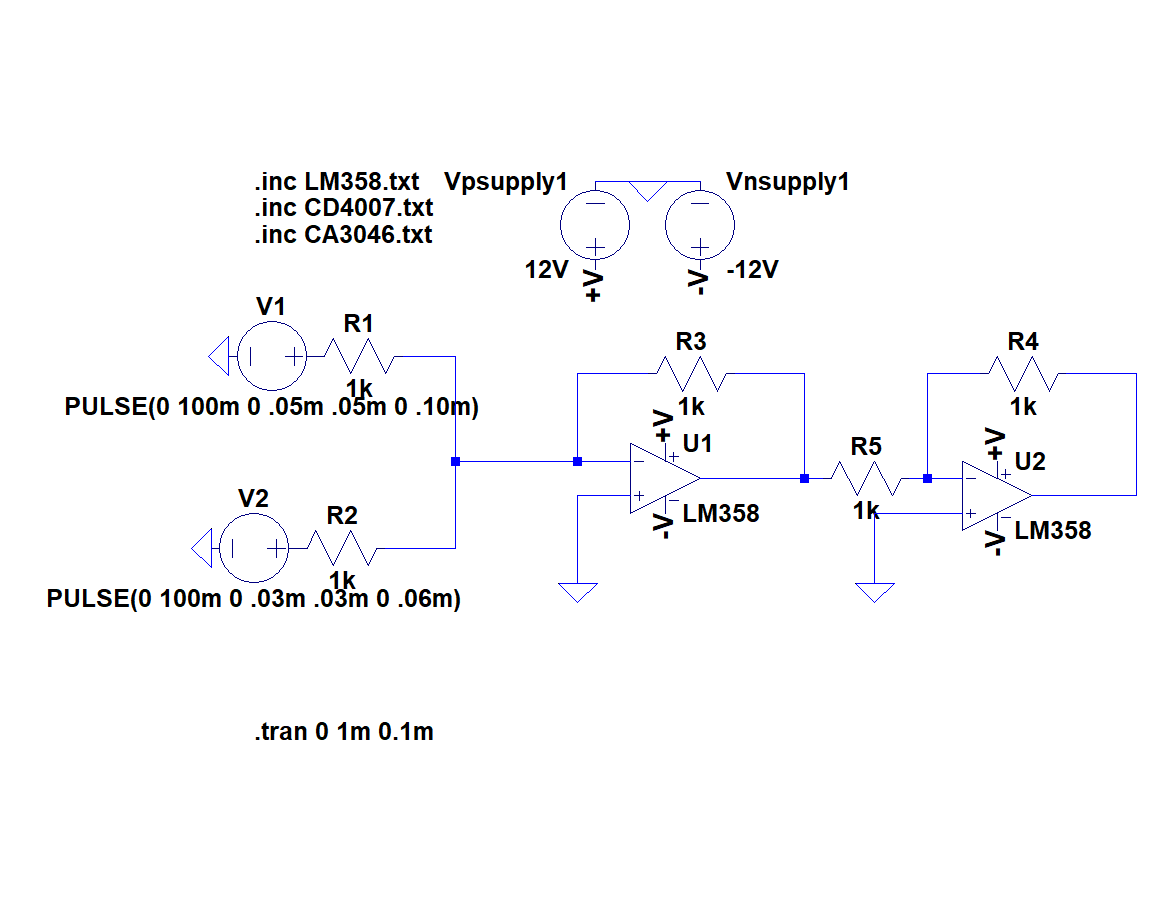 .inc LM358.txt
.inc CD4007.txt
.inc CA3046.txt
Vpsupply1
12V
+V
Vnsupply1
-12V
-V
V1
R1
1k
PULSE(0 100m 0 .05m .05m 0 .10m)
V2
R2
1k
PULSE(0 100m 0 .03m .03m 0 .06m)
R3
1k
+V
U1
-V
LM358
R5
1k
R4
1k
+V
U2
-V
LM358
.tran 0 1m 0.1m